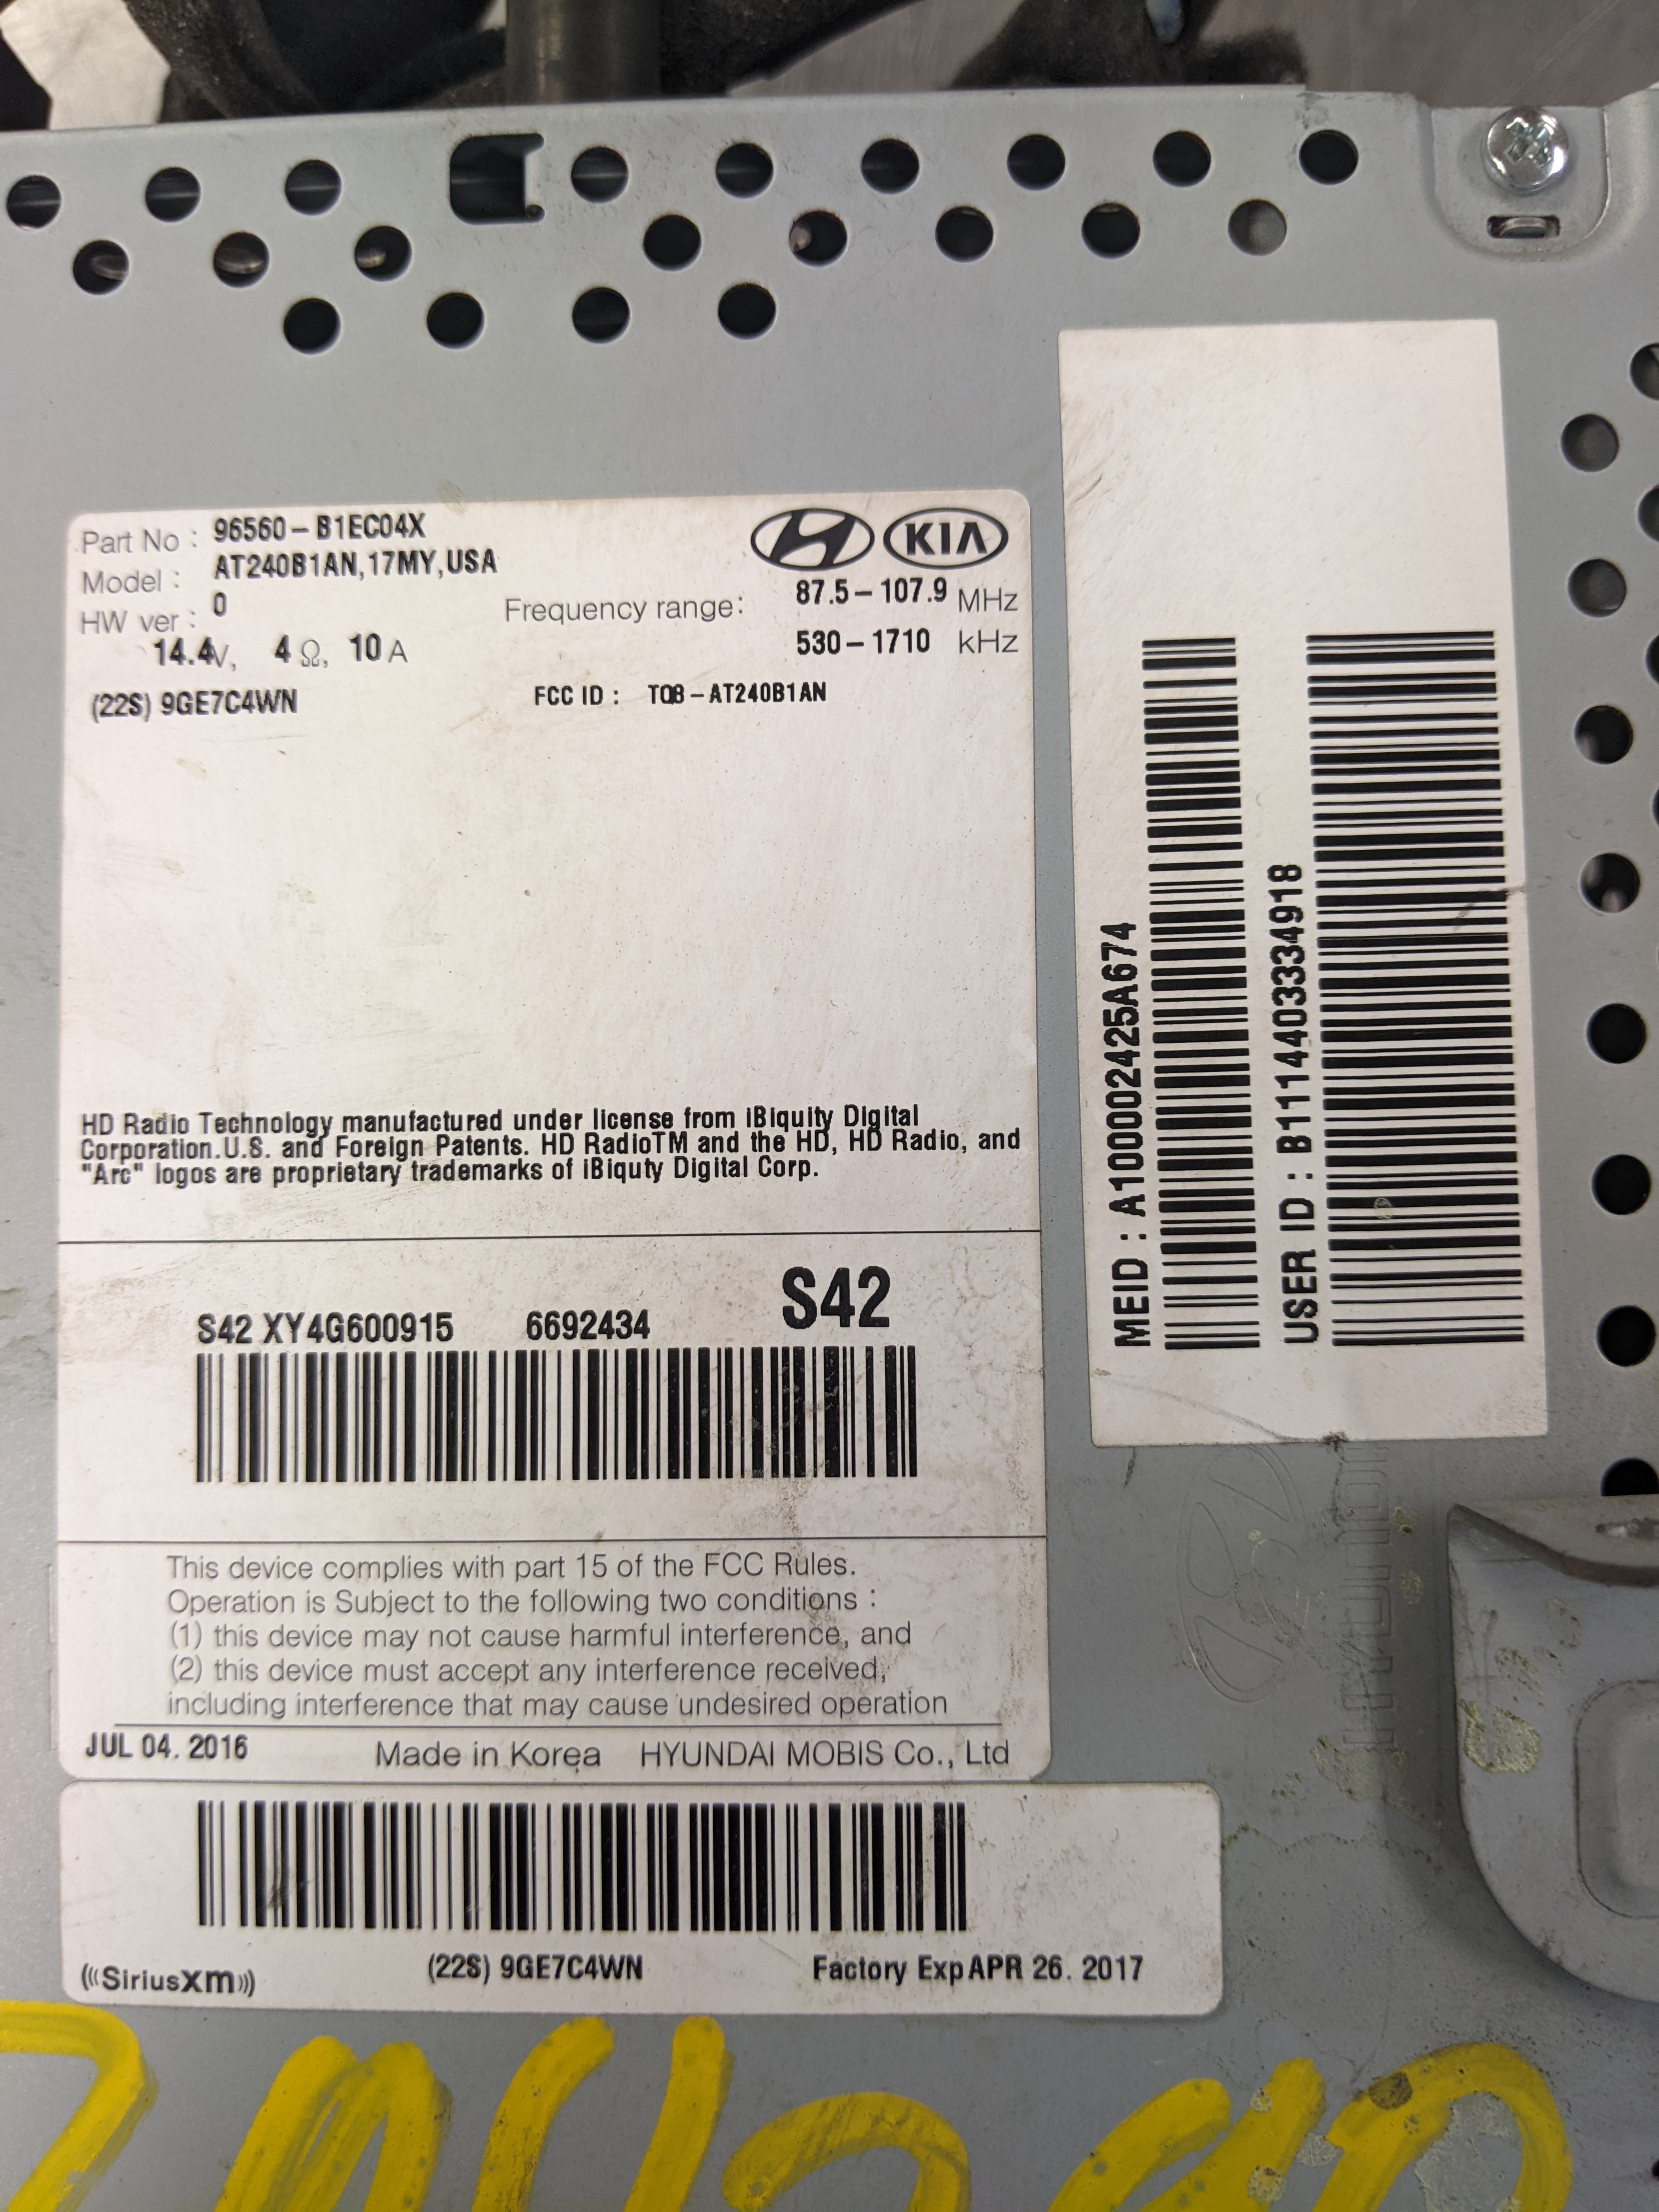 Part No : 96560-B1EC04X
Model : AT240B1AN,17MY,USA
HW ver : 0
14.4V, 4 Ω, 10 A
(22S) 9GE7C4WN
KIA
Frequency range: 87.5-107.9 MHz
530-1710 kHz
FCC ID : TQ8-AT240B1AN
HD Radio Technology manufactured under license from iBiquity Digital
Corporation.U.S. and Foreign Patents. HD RadioTM and the HD, HD Radio, and
"Arc" logos are proprietary trademarks of iBiquty Digital Corp.
S42 XY4G600915 6692434 S42
This device complies with part 15 of the FCC Rules.
Operation is Subject to the following two conditions :
(1) this device may not cause harmful interference, and
(2) this device must accept any interference received,
including interference that may cause undesired operation
JUL 04. 2016 Made in Korea HYUNDAI MOBIS Co., Ltd
SiriusXM (22S) 9GE7C4WN Factory Exp APR 26. 2017
MEID : A100002425A674
USER ID : B111440333​4918